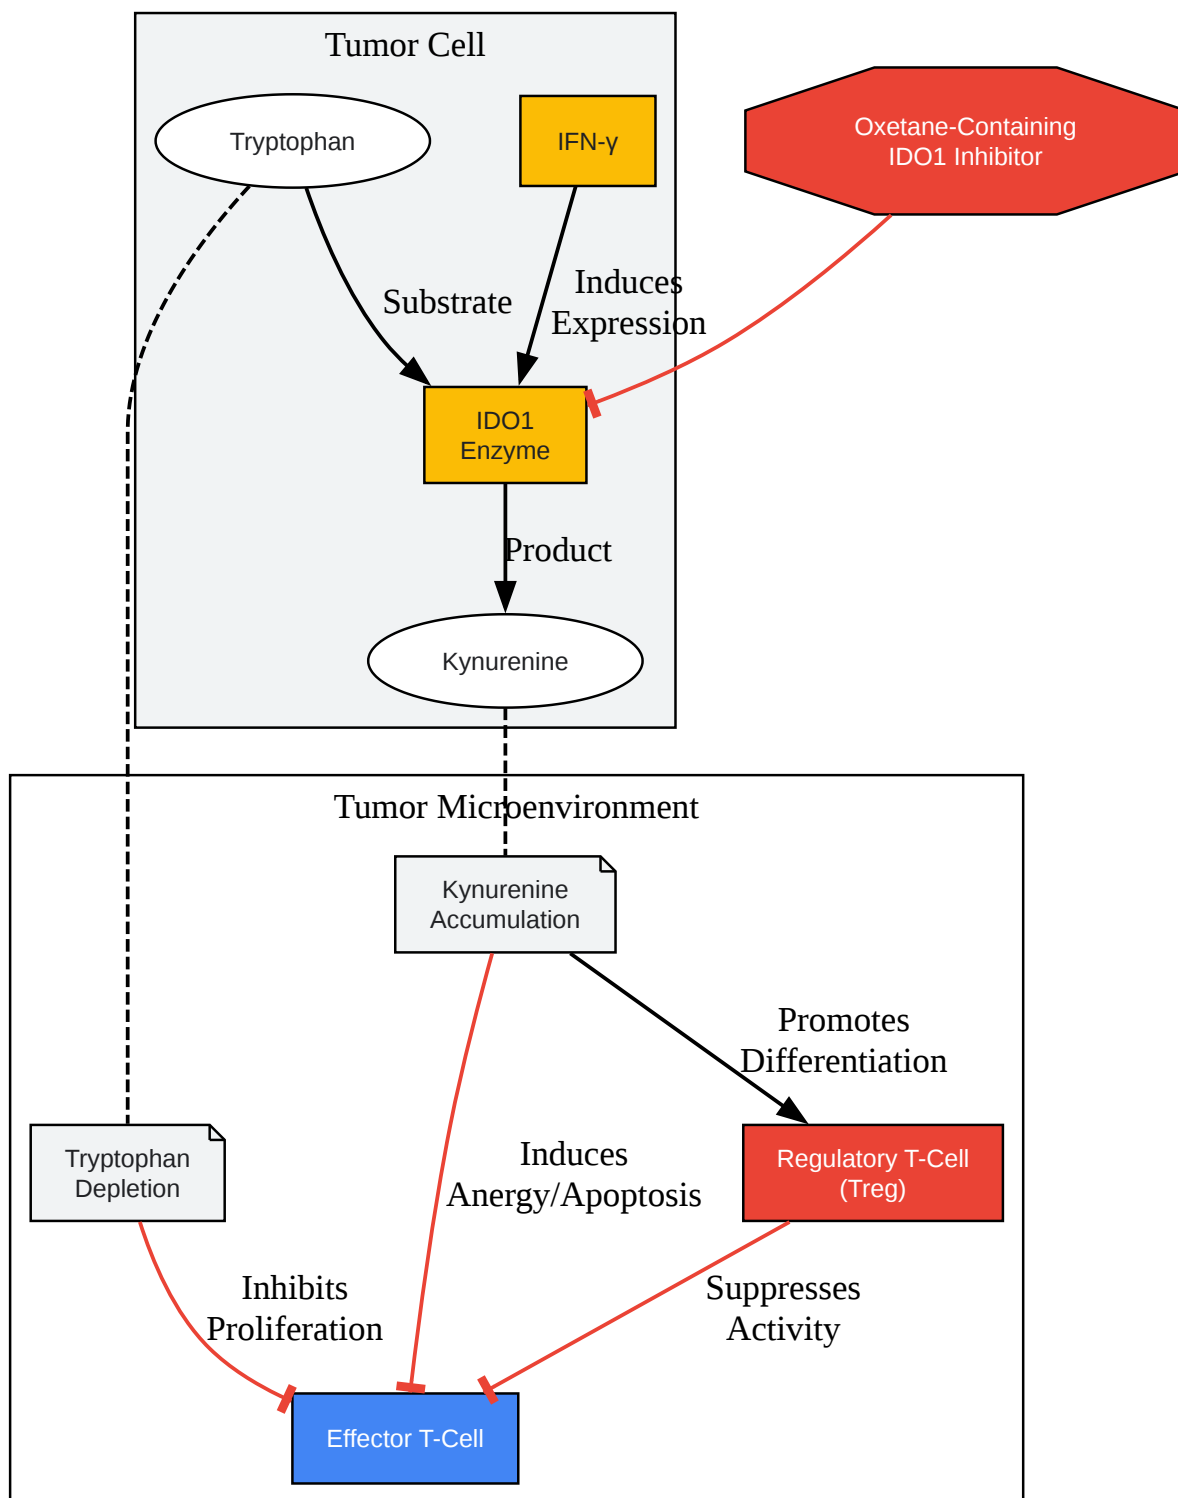 Tumor Cell
Tryptophan
IFN-γ
Oxetane-Containing
IDO1 Inhibitor
Substrate
Induces
Expression
IDO1
Enzyme
Product
Kynurenine
Tumor Microenvironment
Kynurenine
Accumulation
Promotes
Differentiation
Tryptophan
Depletion
Induces
Anergy/Apoptosis
Regulatory T-Cell
(Treg)
Inhibits
Proliferation
Suppresses
Activity
Effector T-Cell